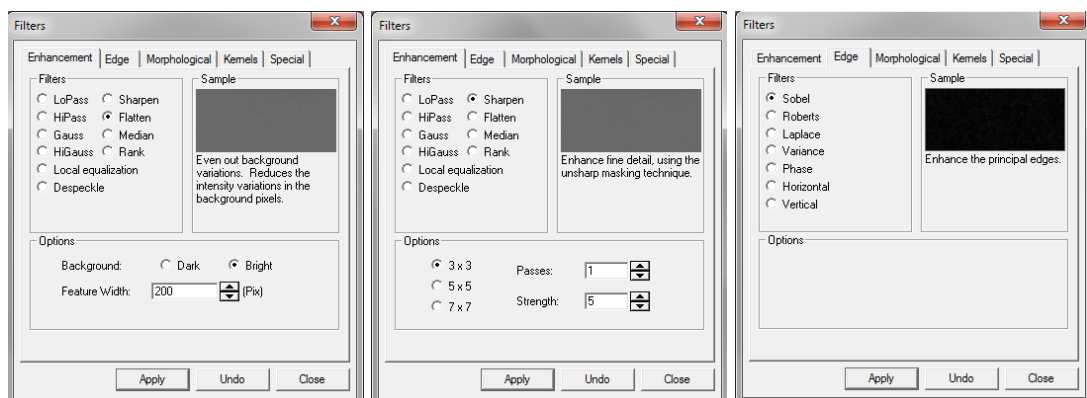 Filters
Enhancement Edge Morphological Kernels Special
Filters
LoPass Sharpen
HiPass Flatten
Gauss Median
HiGauss Rank
Local equalization
Despeckle
Sample
Even out background
variations. Reduces the
intensity variations in the
background pixels.
Options
Background: Dark Bright
Feature Width: 200 (Pix)
Apply Undo Close
Filters
Enhancement Edge Morphological Kernels Special
Filters
LoPass Sharpen
HiPass Flatten
Gauss Median
HiGauss Rank
Local equalization
Despeckle
Sample
Enhance fine detail, using the
unsharp masking technique.
Options
3 x 3
5 x 5
7 x 7
Passes: 1
Strength: 5
Apply Undo Close
Filters
Enhancement Edge Morphological Kernels Special
Filters
Sobel
Roberts
Laplace
Variance
Phase
Horizontal
Vertical
Sample
Enhance the principal edges.
Options
Apply Undo Close